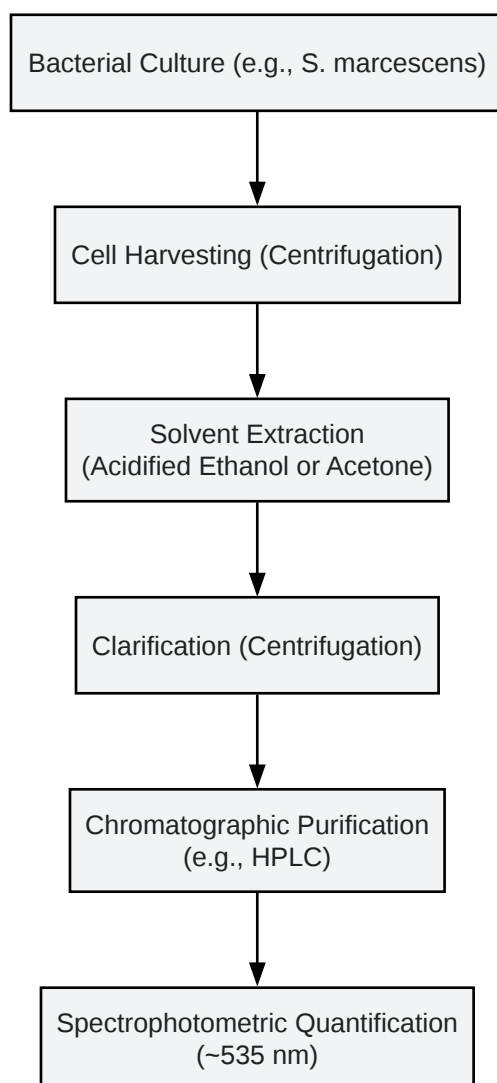 Bacterial Culture (e.g., S. marcescens)
Cell Harvesting (Centrifugation)
Solvent Extraction
(Acidified Ethanol or Acetone)
Clarification (Centrifugation)
Chromatographic Purification
(e.g., HPLC)
Spectrophotometric Quantification
(~535 nm)